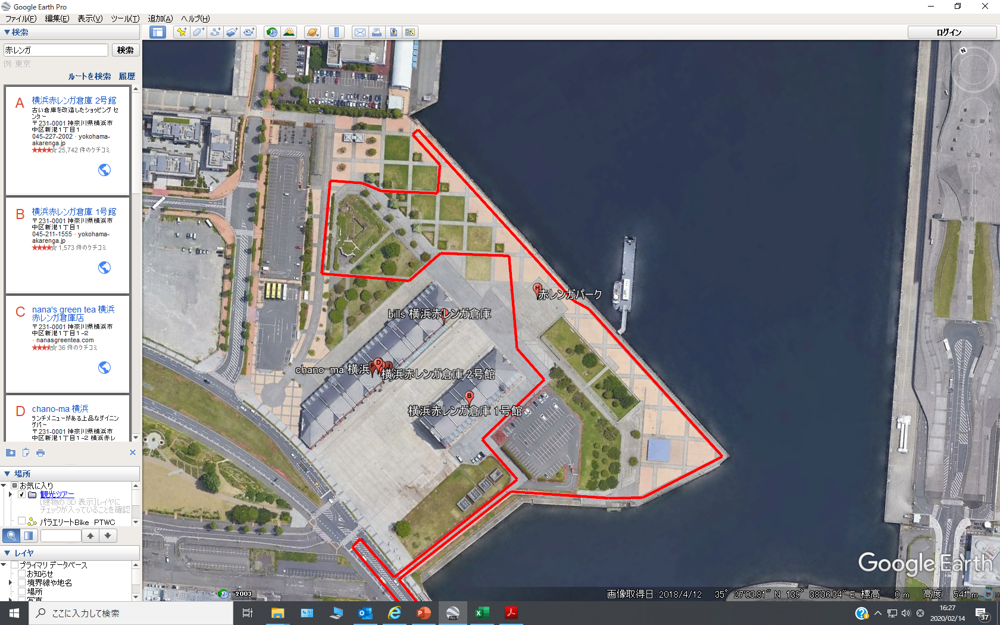 Google Earth Pro
ファイル(F) 編集(E) 表示(V) ツール(T) 追加(A) ヘルプ(H)
▼検索
ログイン
赤レンガ
検索
例: 東京
ルートを検索 履歴
A
横浜赤レンガ倉庫 2号館
古い倉庫を改造したショッピング セ
ンター
〒231-0001 神奈川県横浜市
中区新港1丁目1
045-227-2002 · yokohama-
akarenga.jp
25,742 件のクチコミ
B
横浜赤レンガ倉庫 1号館
〒231-0001 神奈川県横浜市
中区新港1丁目1
045-211-1555 · yokohama-
akarenga.jp
1,573 件のクチコミ
C
nana's green tea 横浜
赤レンガ倉庫店
〒231-0001 神奈川県横浜市
中区新港1丁目1-2
· nanasgreentea.com
36 件のクチコミ
D
chano-ma 横浜
ランチメニューがある上品なダイニン
グバー
〒231-0001 神奈川県横浜市
中区新港1丁目1-2 横浜赤レ
▼場所
お気に入り
観光ツアー
[建物の 3D 表示]レイヤに
チェックが入っていることを確認
パラエリートBike PTWC
▼レイヤ
プライマリ データベース
お知らせ
境界線や地名
場所
写真
N
H
赤レンガパーク
bills 横浜赤レンガ倉庫
chano-ma 横浜
D
横浜赤レンガ倉庫 2号館
B
横浜赤レンガ倉庫 1号館
Google Earth
2003
画像取得日: 2018/4/12 35° 27'03.81" N 139° 38'36.34" E 標高 0 m 高度 541 m
ここに入力して検索
16:27
2020/02/14
37